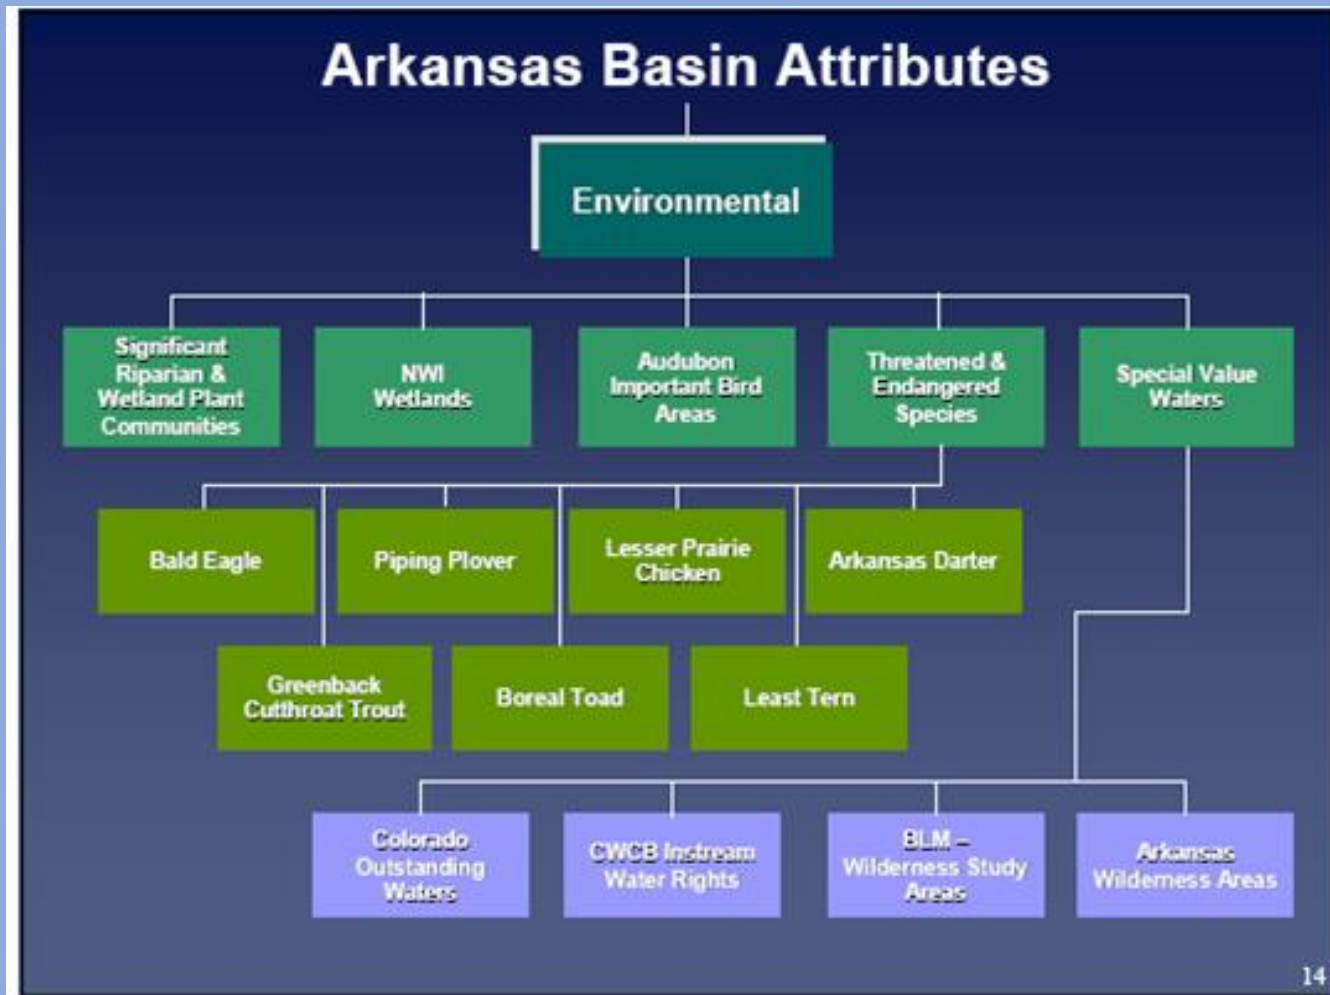 Arkansas Basin Attributes
Environmental
Significant
Riparian &
Wetland Plant
Communities
NWI
Wetlands
Audubon
Important Bird
Areas
Threatened &
Endangered
Species
Special Value
Waters
Bald Eagle
Piping Plover
Lesser Prairie
Chicken
Arkansas Darter
Greenback
Cutthroat Trout
Boreal Toad
Least Tern
Colorado
Outstanding
Waters
CWCB Instream
Water Rights
BLM –
Wilderness Study
Areas
Arkansas
Wilderness Areas
14